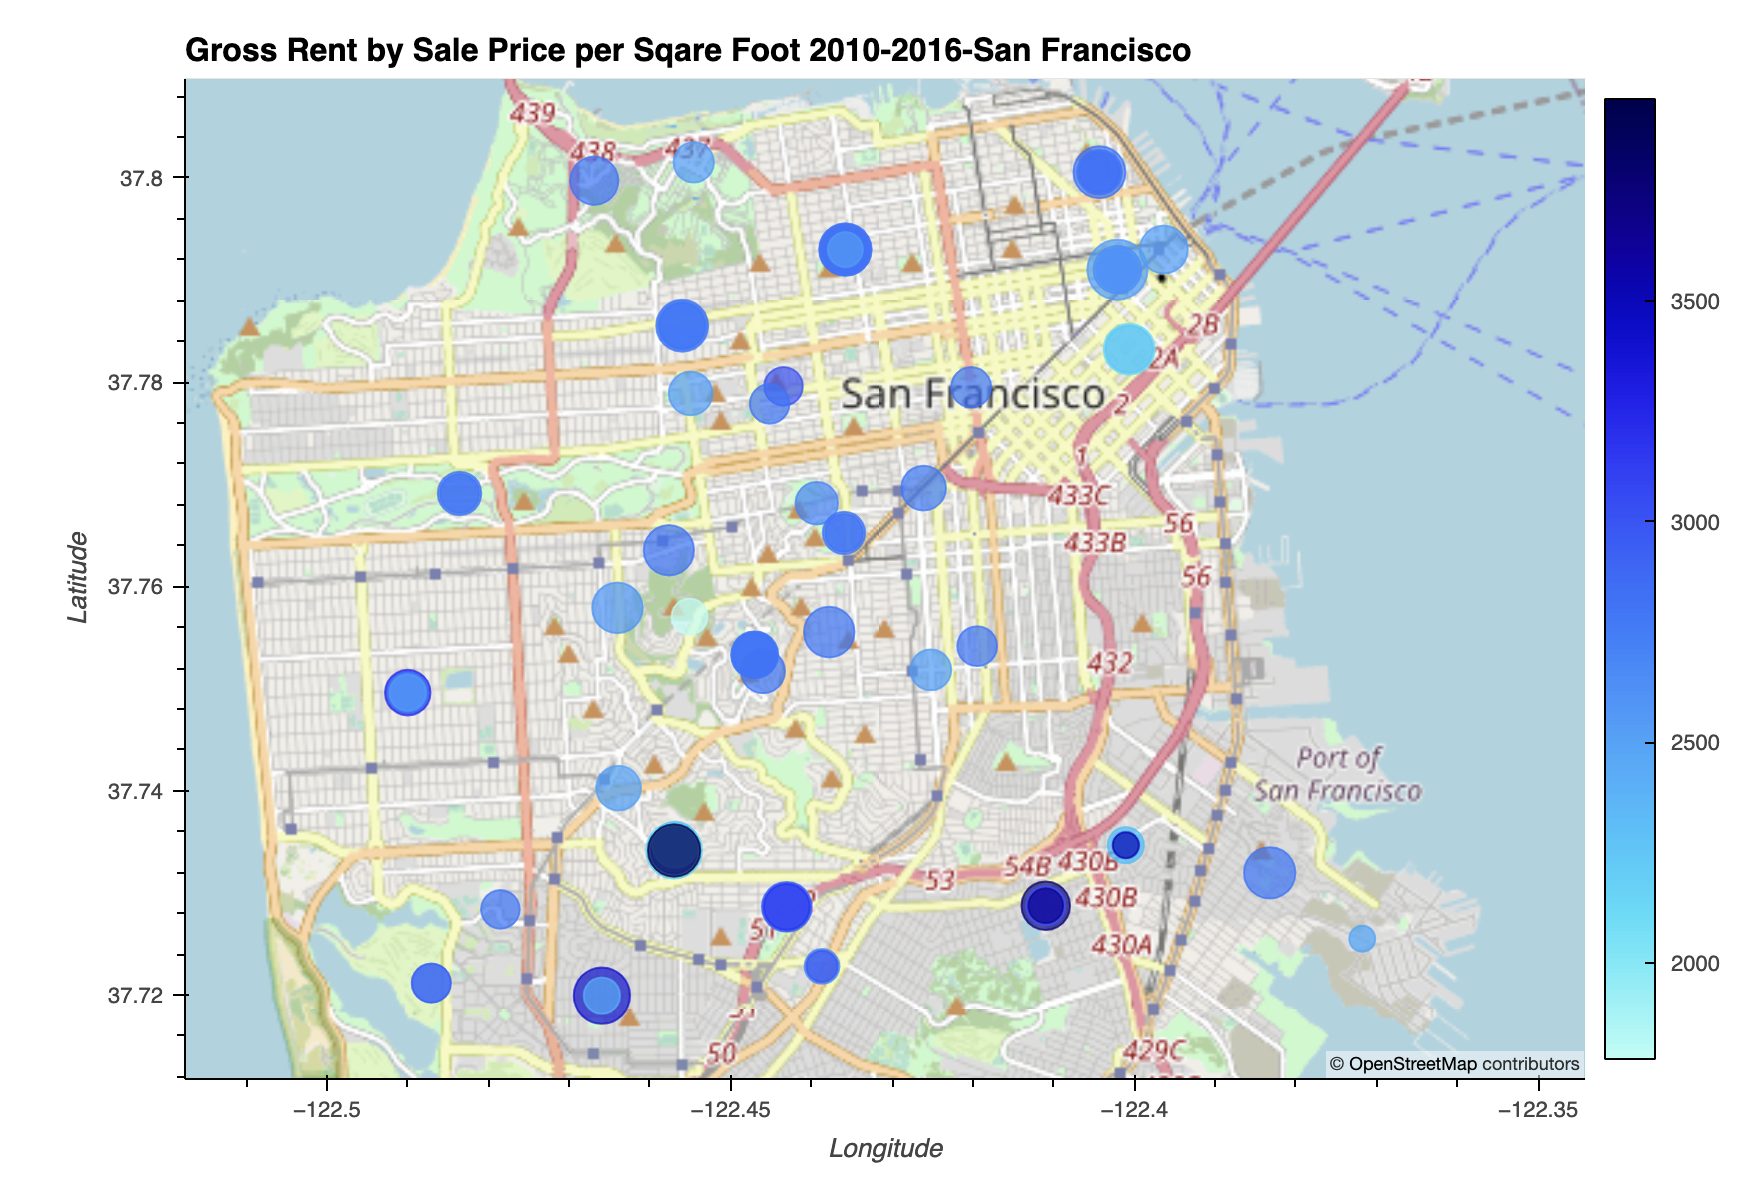 Gross Rent by Sale Price per Sqare Foot 2010-2016-San Francisco
439
438
437
37.8
3500
2B
2A
37.78
San Francisco
2
1
433C
56
3000
433B
56
37.76
Latitude
432
2500
Port of
San Francisco
37.74
54B
430B
53
430B
51
430A
2000
37.72
50
429C
© OpenStreetMap contributors
−122.5
−122.45
−122.4
−122.35
Longitude